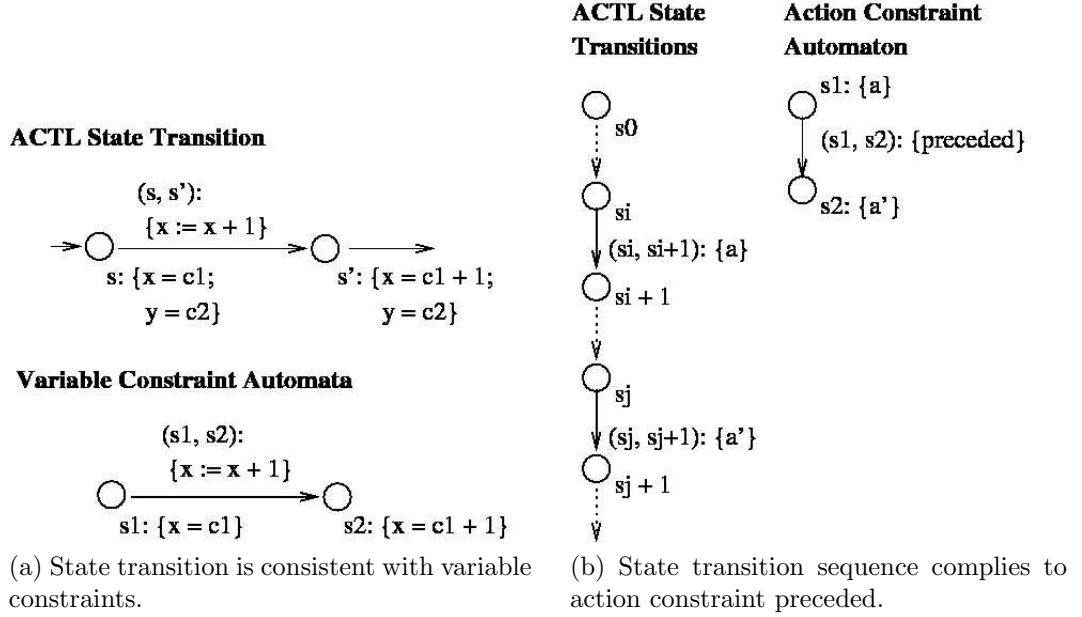 ACTL State Transition
(s, s’):
{x := x + 1}
s: {x = c1;
y = c2}
s’: {x = c1 + 1;
y = c2}
Variable Constraint Automata
(s1, s2):
{x := x + 1}
s1: {x = c1}
s2: {x = c1 + 1}
(a) State transition is consistent with variable
constraints.
ACTL State
Transitions
s0
si
(si, si+1): {a}
si + 1
sj
(sj, sj+1): {a’}
sj + 1
Action Constraint
Automaton
s1: {a}
(s1, s2): {preceded}
s2: {a’}
(b) State transition sequence complies to
action constraint preceded.